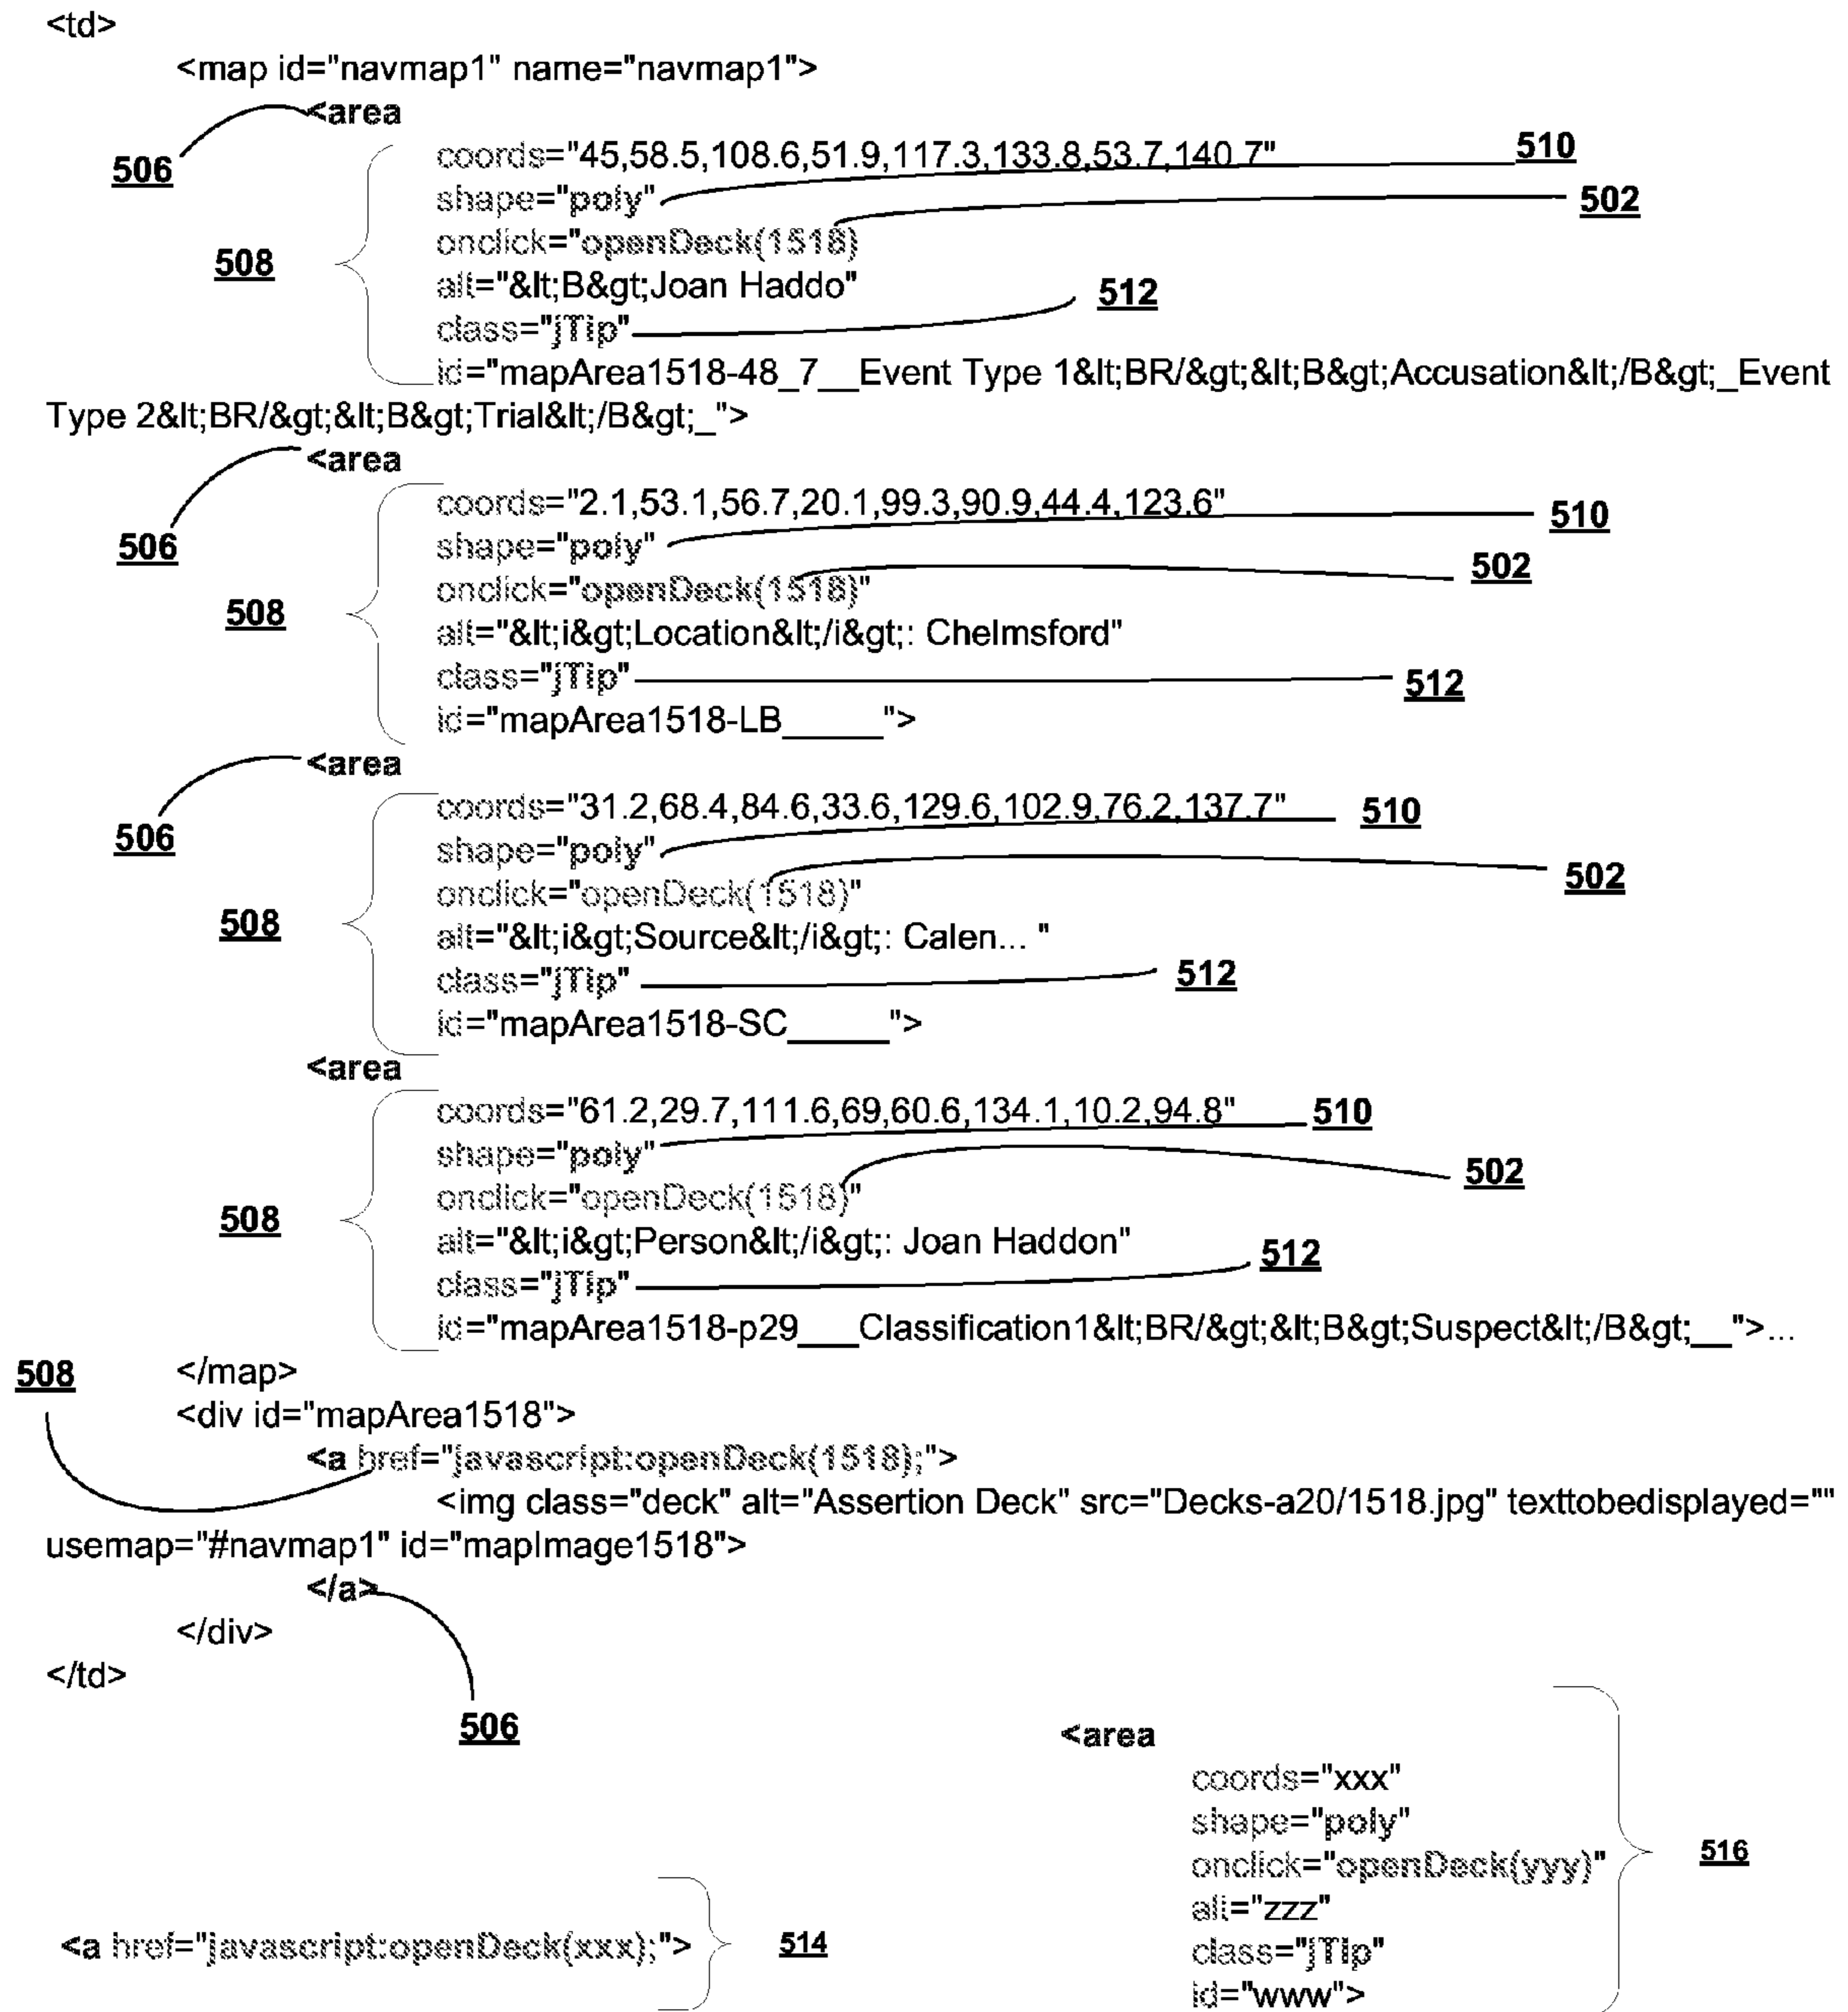 <td>
<map id="navmap1" name="navmap1">
<area
506
coords="45,58.5,108.6,51.9,117.3,133.8,53.7,140.7"
510
shape="poly"
502
onclick="openDeck(1518)
508
alt="&lt;B&gt;Joan Haddo"
512
class="jTip"
id="mapArea1518-48_7__Event Type 1&lt;BR/&gt;&lt;B&gt;Accusation&lt;/B&gt;_Event
Type 2&lt;BR/&gt;&lt;B&gt;Trial&lt;/B&gt;_">
<area
506
coords="2.1,53.1,56.7,20.1,99.3,90.9,44.4,123.6"
510
shape="poly"
502
onclick="openDeck(1518)"
508
alt="&lt;i&gt;Location&lt;/i&gt;: Chelmsford"
class="jTip"
512
id="mapArea1518-LB_____">
<area
506
coords="31.2,68.4,84.6,33.6,129.6,102.9,76.2,137.7"
510
shape="poly"
502
onclick="openDeck(1518)"
508
alt="&lt;i&gt;Source&lt;/i&gt;: Calen... "
class="jTip"
512
id="mapArea1518-SC_____">
<area
coords="61.2,29.7,111.6,69,60.6,134.1,10.2,94.8"
510
shape="poly"
502
onclick="openDeck(1518)"
508
alt="&lt;i&gt;Person&lt;/i&gt;: Joan Haddon"
512
class="jTip"
id="mapArea1518-p29___Classification1&lt;BR/&gt;&lt;B&gt;Suspect&lt;/B&gt;__">...
508
</map>
<div id="mapArea1518">
<a href="javascript:openDeck(1518);">
<img class="deck" alt="Assertion Deck" src="Decks-a20/1518.jpg" texttobedisplayed=""
usemap="#navmap1" id="mapImage1518">
</a>
</div>
</td>
506
<area
coords="xxx"
shape="poly"
onclick="openDeck(yyy)"
516
alt="zzz"
class="jTip"
id="www">
<a href="javascript:openDeck(xxx);">
514